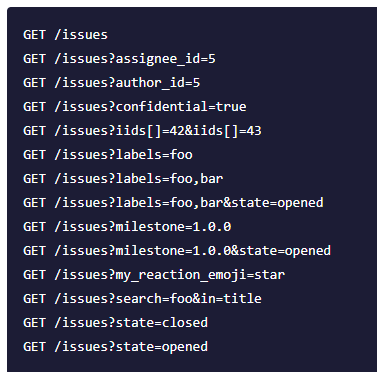 GET /issues
GET /issues?assignee_id=5
GET /issues?author_id=5
GET /issues?confidential=true
GET /issues?iids[]=42&iids[]=43
GET /issues?labels=foo
GET /issues?labels=foo,bar
GET /issues?labels=foo,bar&state=opened
GET /issues?milestone=1.0.0
GET /issues?milestone=1.0.0&state=opened
GET /issues?my_reaction_emoji=star
GET /issues?search=foo&in=title
GET /issues?state=closed
GET /issues?state=opened